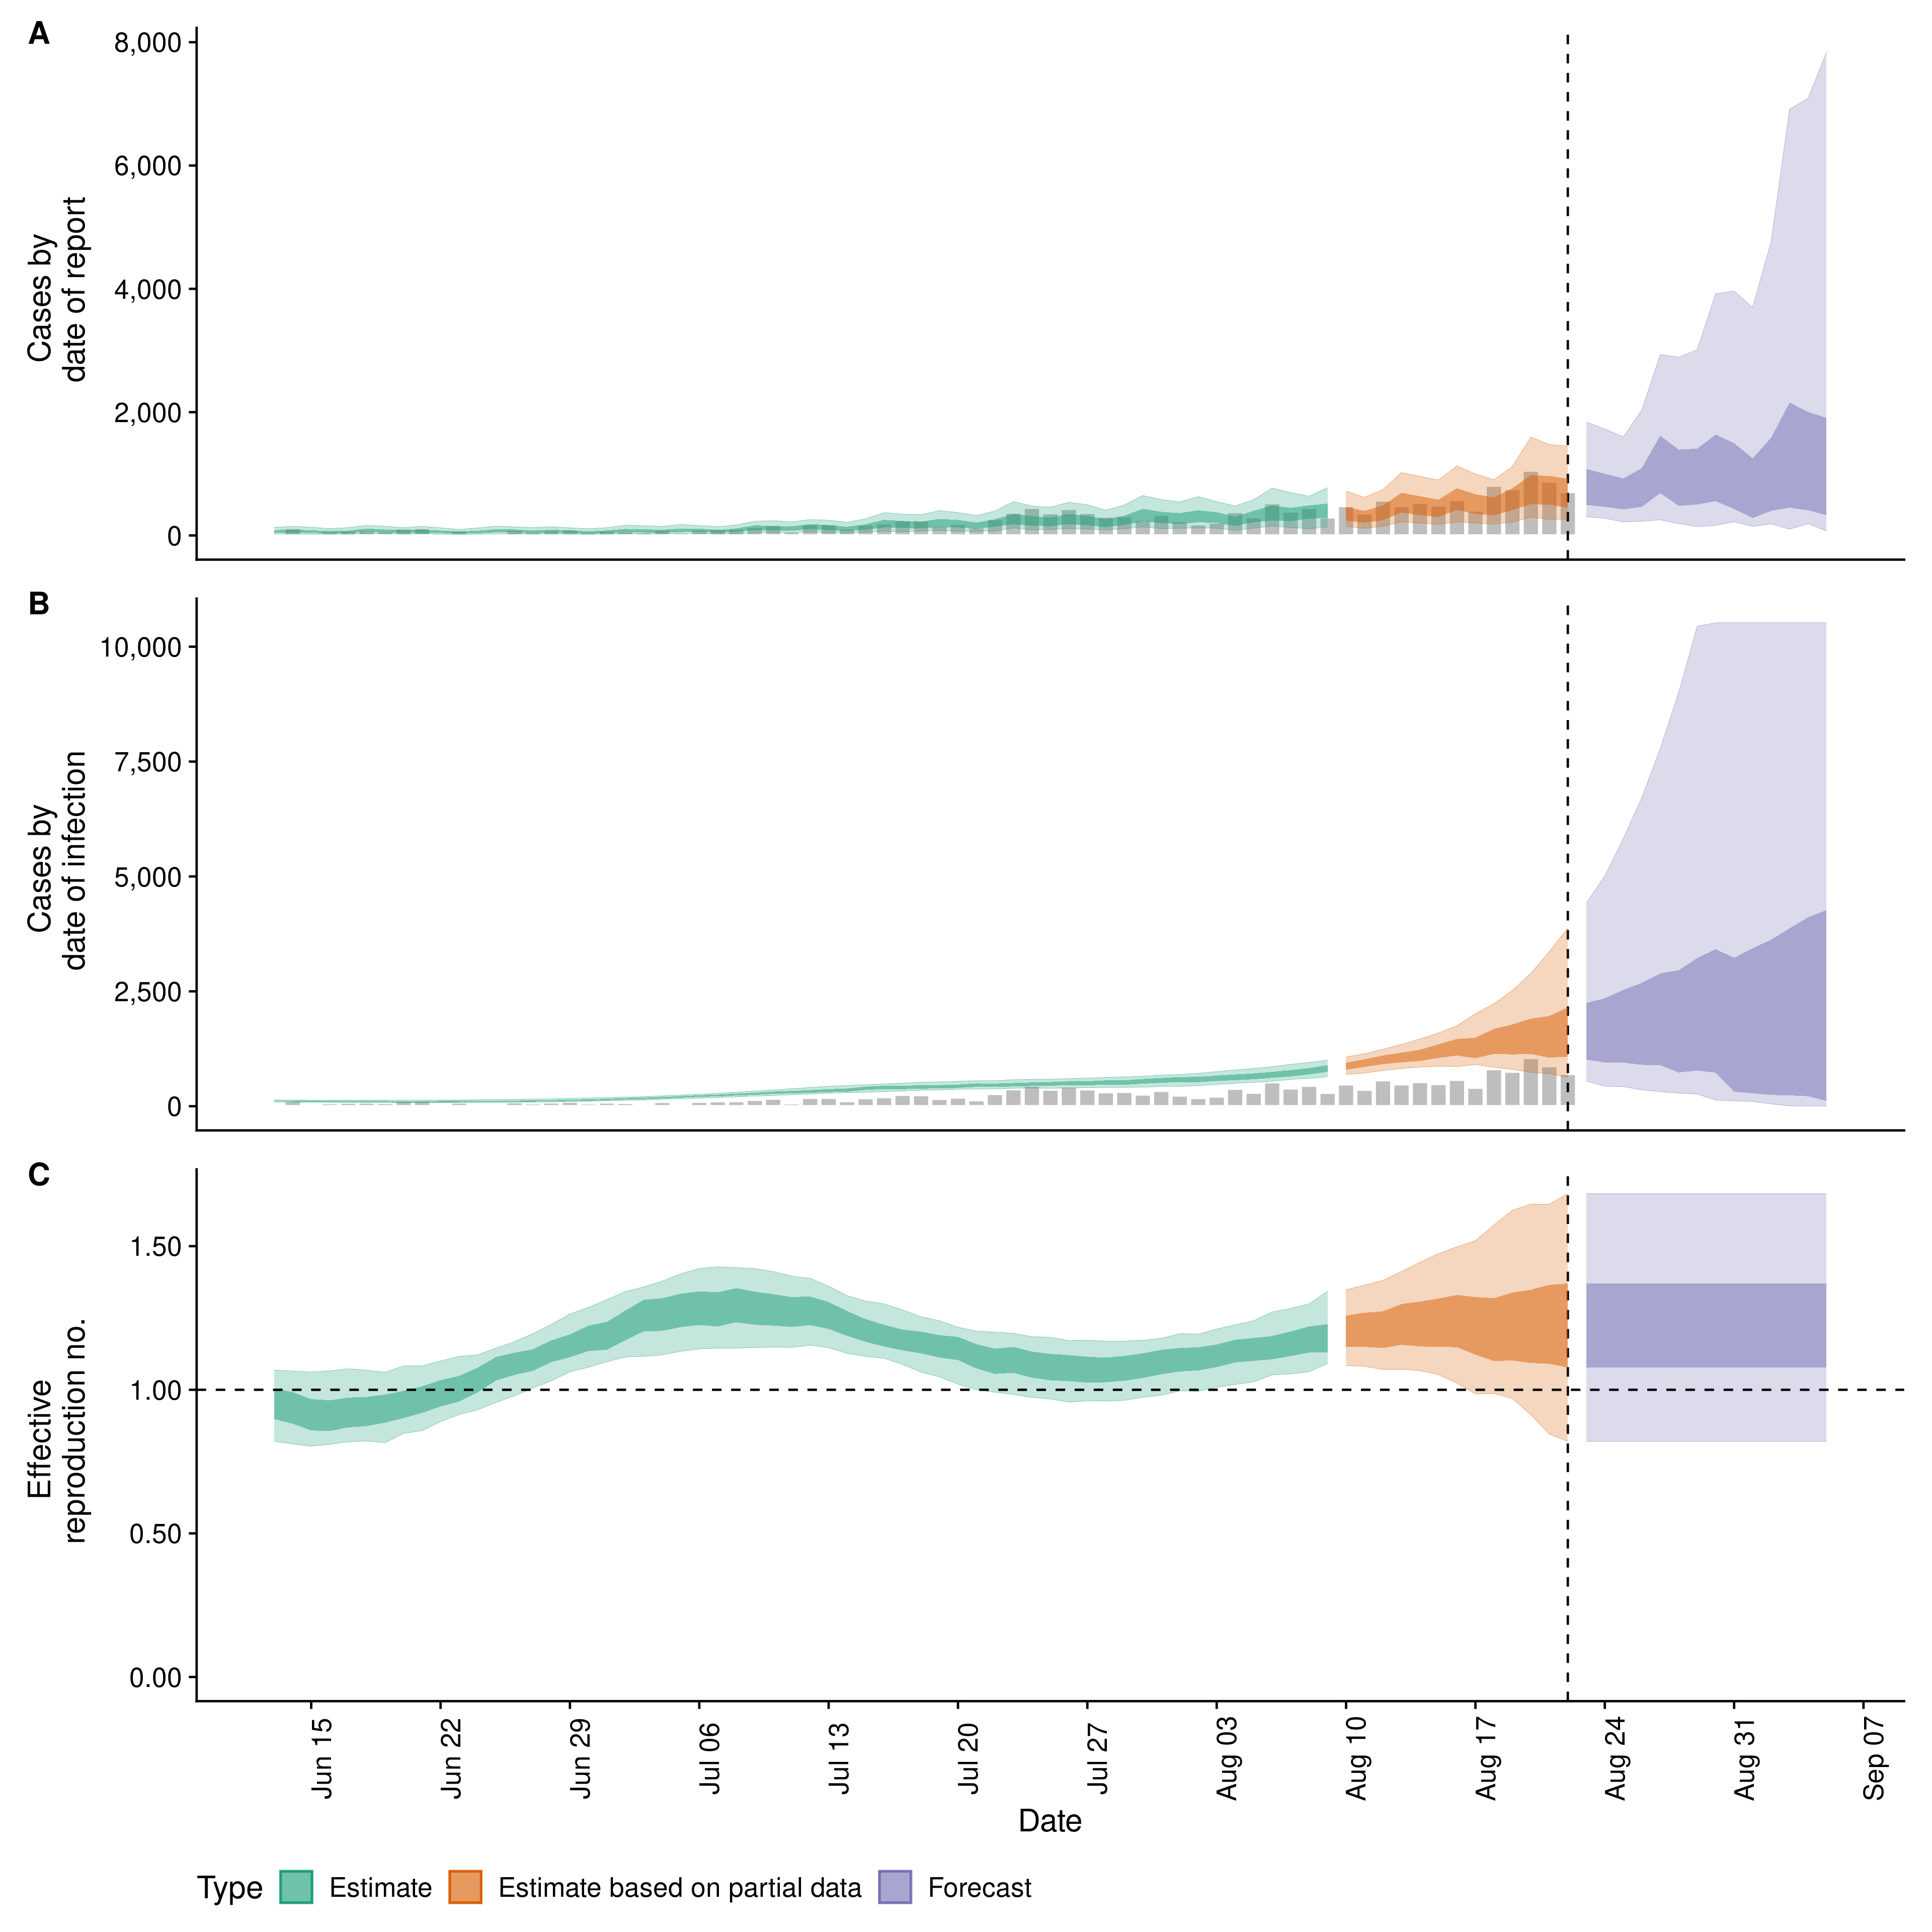 A
8,000
6,000
4,000
2,000
0
Cases by
date of report
B
10,000
7,500
5,000
2,500
0
Cases by
date of infection
C
1.50
1.00
0.50
0.00
Effective
reproduction no.
Jun 15
Jun 22
Jun 29
Jul 06
Jul 13
Jul 20
Jul 27
Aug 03
Aug 10
Aug 17
Aug 24
Aug 31
Sep 07
Date
Type Estimate Estimate based on partial data Forecast